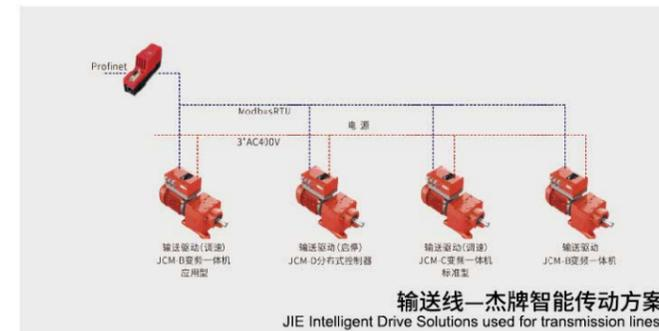 Profinet
ModbusRTU
电 源
3*AC400V
输送驱动(调速)
JCM-B变频一体机
应用型
输送驱动(启停)
JCM-D分布式控制器
输送驱动(调速)
JCM-C变频一体机
标准型
输送驱动
JCM-B变频一体机
输送线—杰牌智能传动方案
JIE Intelligent Drive Solutions used for transmission lines